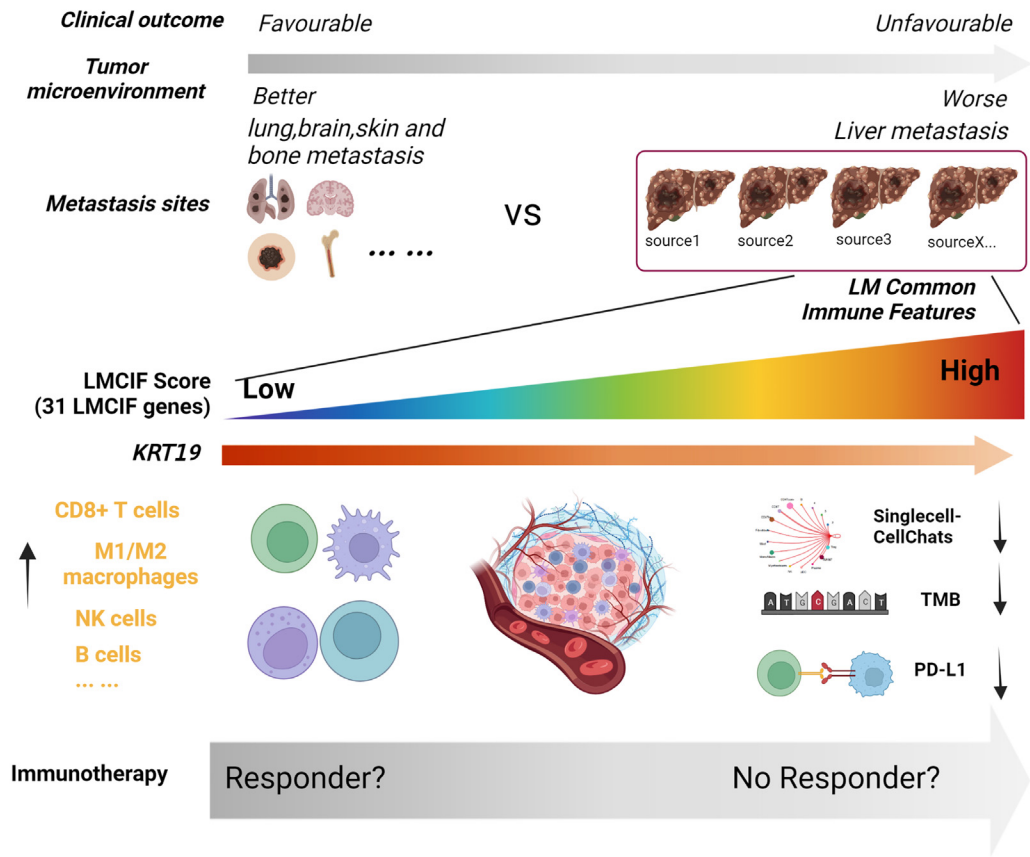 Clinical outcome
Favourable
Unfavourable
Tumor
microenvironment
Better
Worse
lung,brain,skin and
bone metastasis
Liver metastasis
Metastasis sites
... ...
vs
source1
source2
source3
sourceX...
LM Common
Immune Features
LMCIF Score
(31 LMCIF genes)
Low
High
KRT19
CD8+ T cells
M1/M2
macrophages
NK cells
B cells
... ...
Singlecell-
CellChats
A T G C G A C T
TMB
PD-L1
Immunotherapy
Responder?
No Responder?